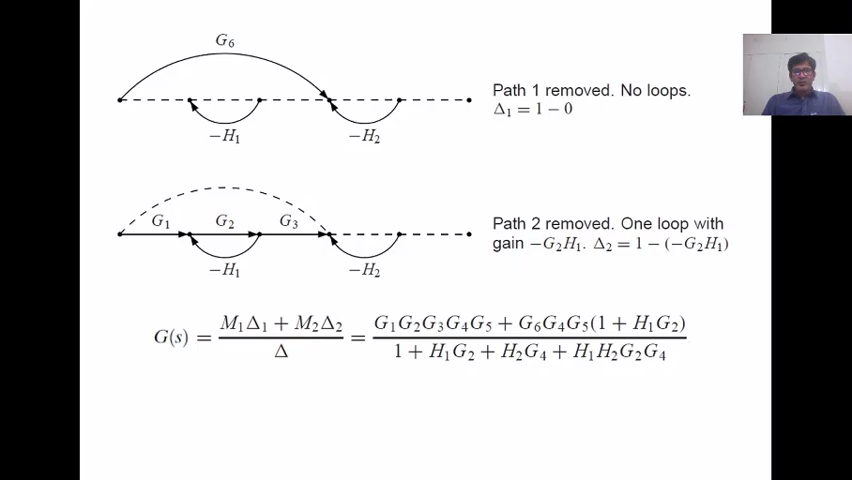 G₆
−H₁ −H₂
Path 1 removed. No loops.
Δ₁ = 1 − 0
G₁ G₂ G₃
−H₁ −H₂
Path 2 removed. One loop with
gain −G₂H₁. Δ₂ = 1 − (−G₂H₁)
G(s) = (M₁Δ₁ + M₂Δ₂)/Δ = (G₁G₂G₃G₄G₅ + G₆G₄G₅(1 + H₁G₂))/(1 + H₁G₂ + H₂G₄ + H₁H₂G₂G₄)